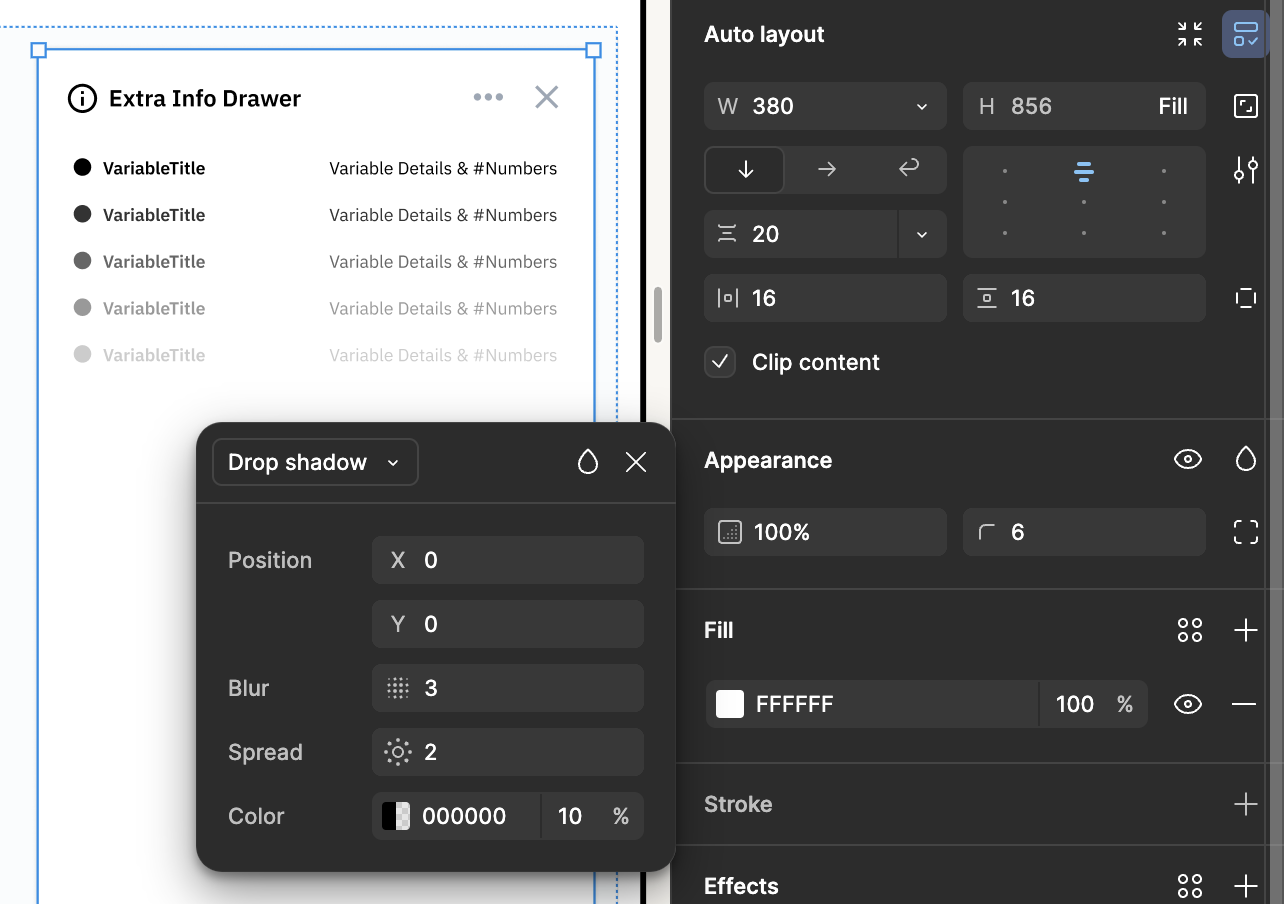 Extra Info Drawer
VariableTitle Variable Details & #Numbers
VariableTitle Variable Details & #Numbers
VariableTitle Variable Details & #Numbers
VariableTitle Variable Details & #Numbers
VariableTitle Variable Details & #Numbers
Drop shadow
Position X 0
Y 0
Blur 3
Spread 2
Color 000000 10 %
Auto layout
W 380 H 856 Fill
20
16 16
Clip content
Appearance
100% 6
Fill
FFFFFF 100 %
Stroke
Effects